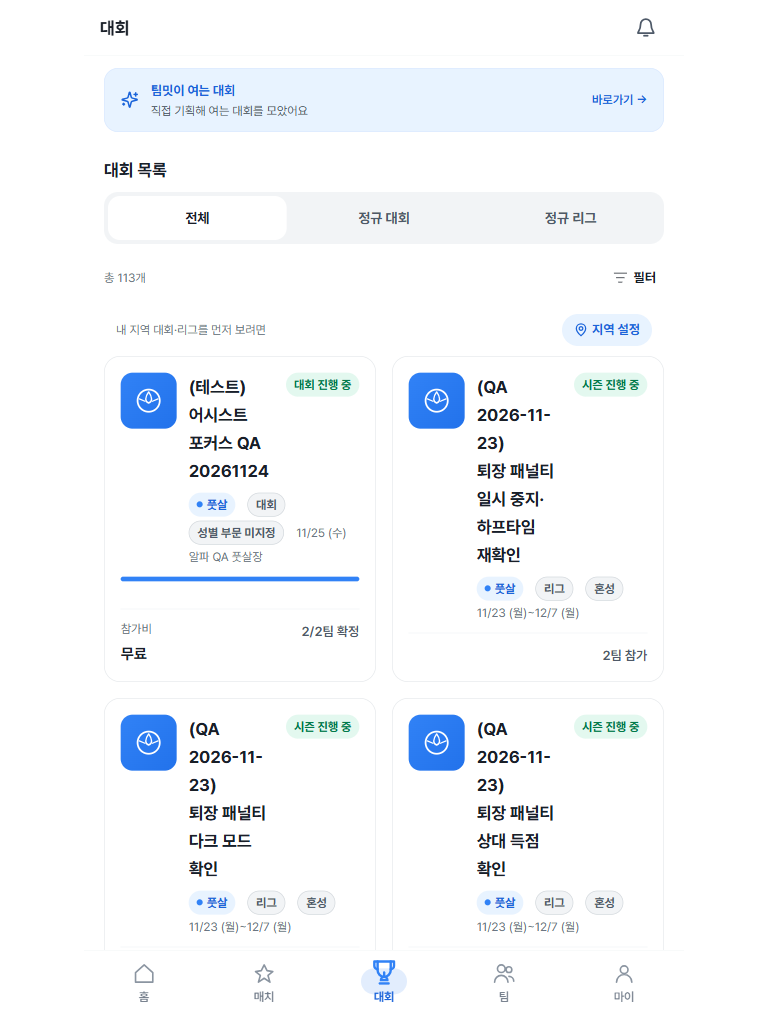 대회
팀밋이 여는 대회
직접 기획해 여는 대회를 모았어요
바로가기 →
대회 목록
전체
정규 대회
정규 리그
총 113개
필터
내 지역 대회·리그를 먼저 보려면
지역 설정
(테스트)
어시스트
포커스 QA
20261124
대회 진행 중
풋살
대회
성별 부문 미지정
11/25 (수)
알파 QA 풋살장
참가비
무료
2/2팀 확정
(QA
2026-11-
23)
퇴장 패널티
일시 중지·
하프타임
재확인
시즌 진행 중
풋살
리그
혼성
11/23 (월)~12/7 (월)
2팀 참가
(QA
2026-11-
23)
퇴장 패널티
다크 모드
확인
시즌 진행 중
풋살
리그
혼성
11/23 (월)~12/7 (월)
(QA
2026-11-
23)
퇴장 패널티
상대 득점
확인
시즌 진행 중
풋살
리그
혼성
11/23 (월)~12/7 (월)
홈
매치
대회
팀
마이